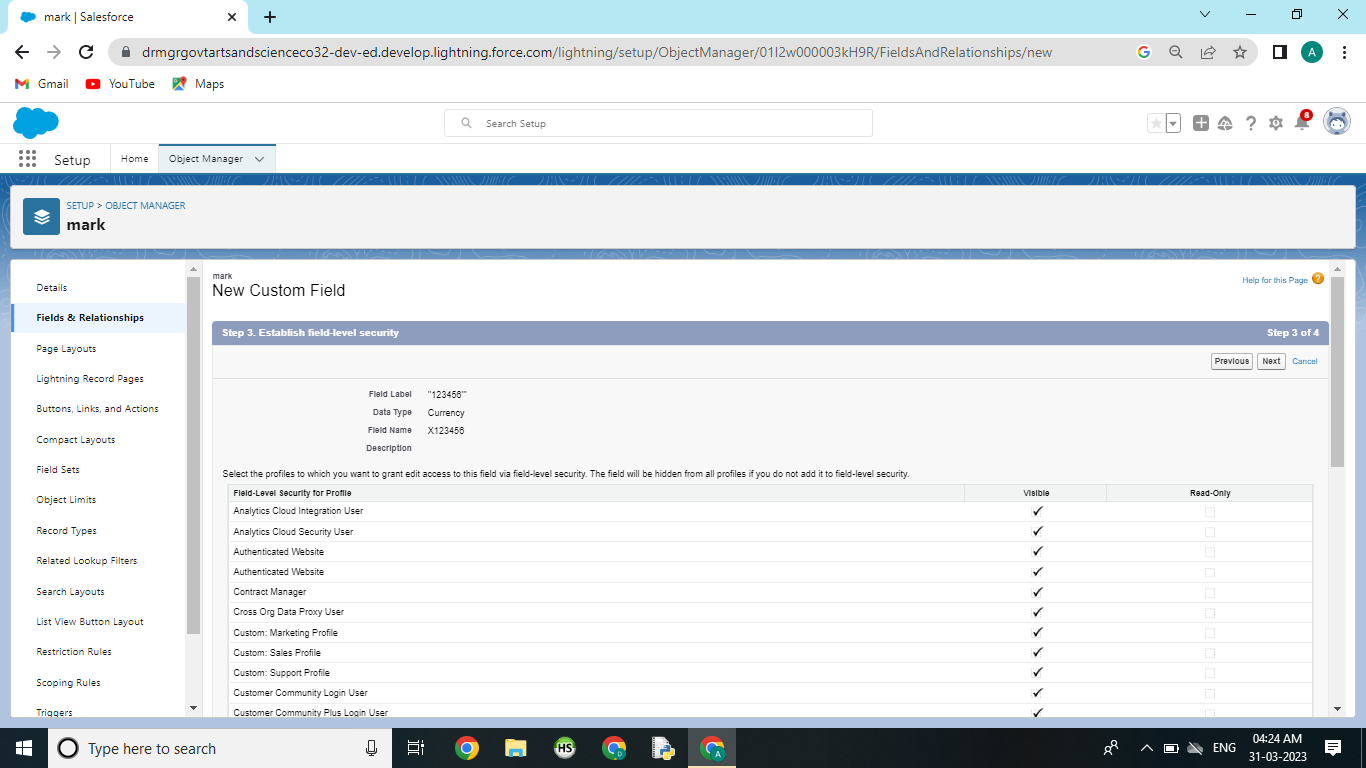 mark | Salesforce
drmgrgovtartsandscienceco32-dev-ed.develop.lightning.force.com/lightning/setup/ObjectManager/01I2w000003kH9R/FieldsAndRelationships/new
A
Gmail YouTube Maps
Search Setup
8
Setup Home Object Manager
SETUP > OBJECT MANAGER
mark
Details
Fields & Relationships
Page Layouts
Lightning Record Pages
Buttons, Links, and Actions
Compact Layouts
Field Sets
Object Limits
Record Types
Related Lookup Filters
Search Layouts
List View Button Layout
Restriction Rules
Scoping Rules
Triggers
mark
New Custom Field
Help for this Page
Step 3. Establish field-level security Step 3 of 4
Previous Next Cancel
Field Label "123456'"
Data Type Currency
Field Name X123456
Description
Select the profiles to which you want to grant edit access to this field via field-level security. The field will be hidden from all profiles if you do not add it to field-level security.
Field-Level Security for Profile Visible Read-Only
Analytics Cloud Integration User
Analytics Cloud Security User
Authenticated Website
Authenticated Website
Contract Manager
Cross Org Data Proxy User
Custom: Marketing Profile
Custom: Sales Profile
Custom: Support Profile
Customer Community Login User
Customer Community Plus Login User
Type here to search
HS
D
A
ENG
04:24 AM
31-03-2023